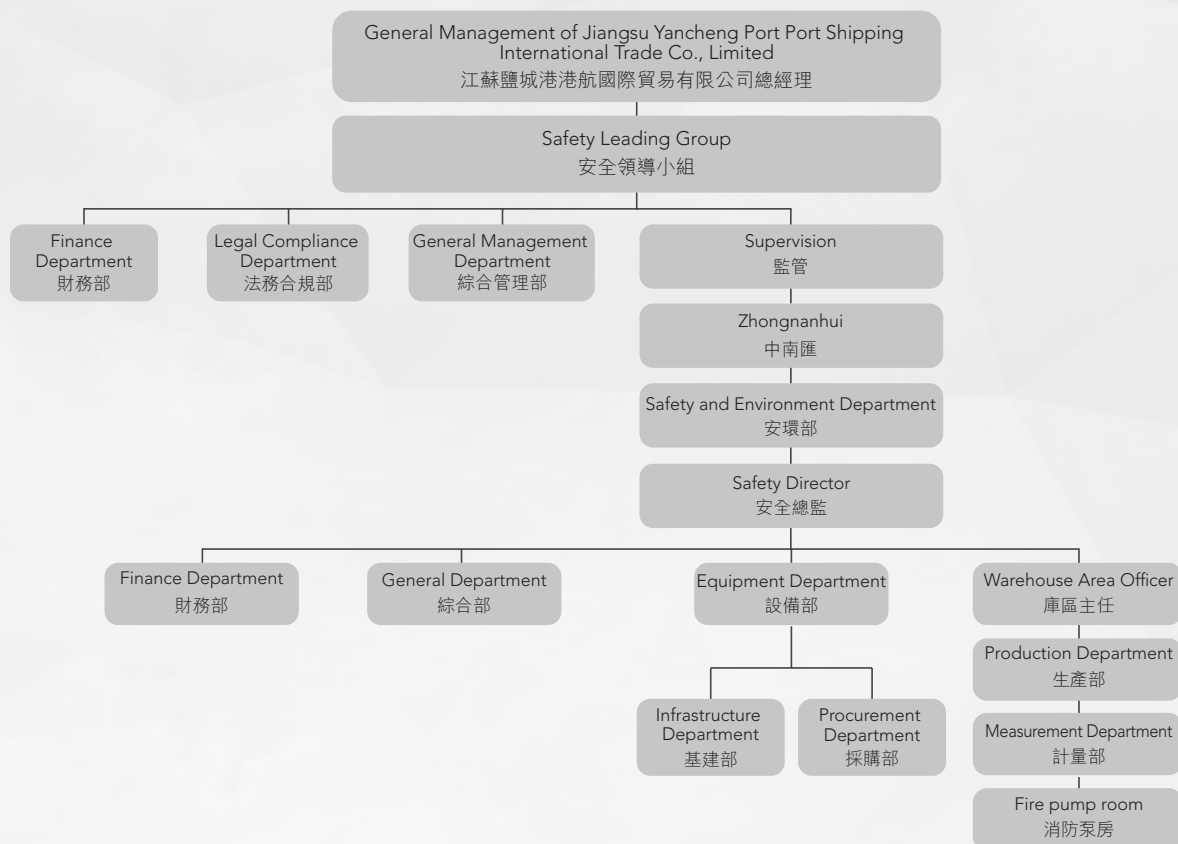 General Management of Jiangsu Yancheng Port Port Shipping
International Trade Co., Limited
江蘇鹽城港港航國際貿易有限公司總經理
Safety Leading Group
安全領導小組
Finance
Department
財務部
Legal Compliance
Department
法務合規部
General Management
Department
綜合管理部
Supervision
監管
Zhongnanhui
中南匯
Safety and Environment Department
安環部
Safety Director
安全總監
Finance Department
財務部
General Department
綜合部
Equipment Department
設備部
Warehouse Area Officer
庫區主任
Infrastructure
Department
基建部
Procurement
Department
採購部
Production Department
生產部
Measurement Department
計量部
Fire pump room
消防泵房